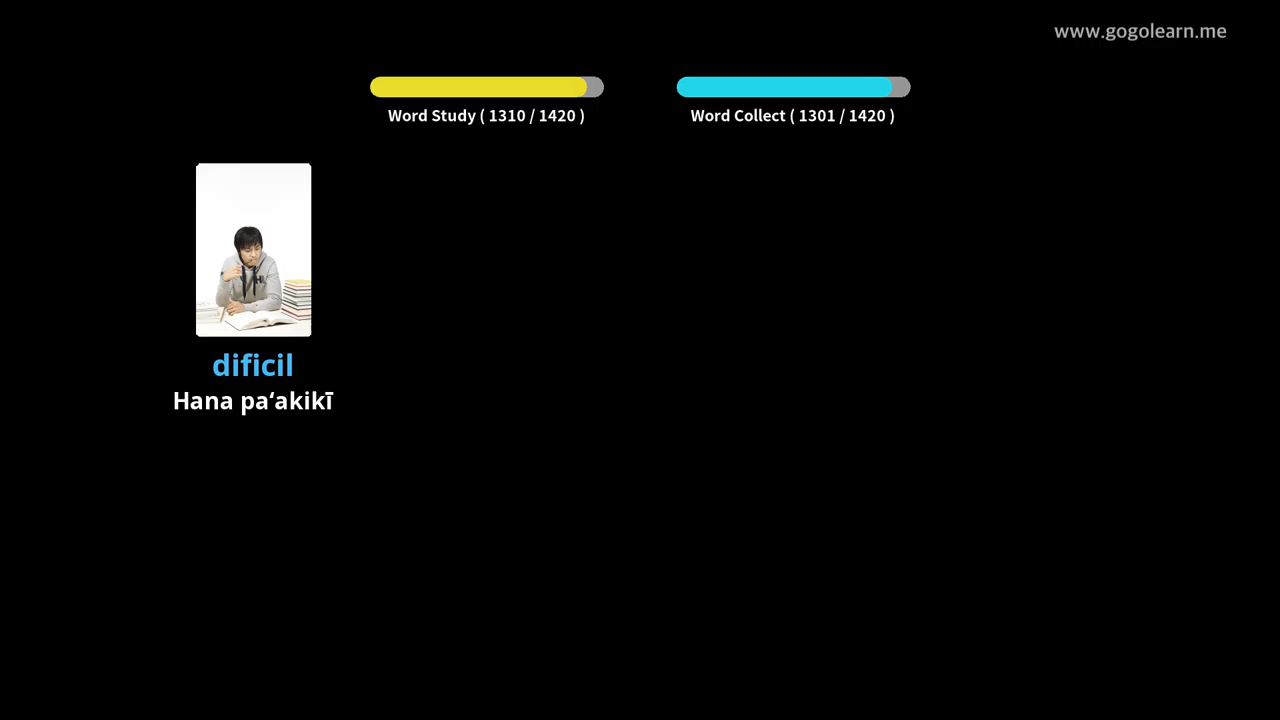 www.gogolearn.me
Word Study ( 1310 / 1420 )
Word Collect ( 1301 / 1420 )
dificil
Hana paʻakikī